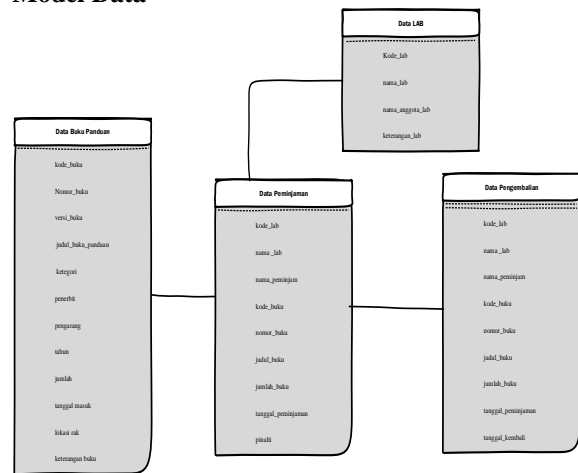 Model Data
Data LAB
Kode_lab
nama_lab
nama_anggota_lab
keterangan_lab
Data Buku Panduan
kode_buku
Nomor_buku
versi_buku
judul_buku_panduan
ketegori
penerbit
pengarang
tahun
jumlah
tanggal masuk
lokasi rak
keterangan buku
Data Peminjaman
kode_lab
nama _lab
nama_peminjam
kode_buku
nomor_buku
judul_buku
jumlah_buku
tanggal_peminjaman
pinalti
Data Pengembalian
kode_lab
nama _lab
nama_peminjam
kode_buku
nomor_buku
judul_buku
jumlah_buku
tanggal_peminjaman
tanggal_kembali